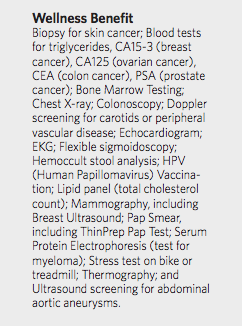 Wellness Benefit
Biopsy for skin cancer; Blood tests
for triglycerides, CA15-3 (breast
cancer), CA125 (ovarian cancer),
CEA (colon cancer), PSA (prostate
cancer); Bone Marrow Testing;
Chest X-ray; Colonoscopy; Doppler
screening for carotids or peripheral
vascular disease; Echocardiogram;
EKG; Flexible sigmoidoscopy;
Hemoccult stool analysis; HPV
(Human Papillomavirus) Vaccina-
tion; Lipid panel (total cholesterol
count); Mammography, including
Breast Ultrasound; Pap Smear,
including ThinPrep Pap Test; Serum
Protein Electrophoresis (test for
myeloma); Stress test on bike or
treadmill; Thermography; and
Ultrasound screening for abdominal
aortic aneurysms.